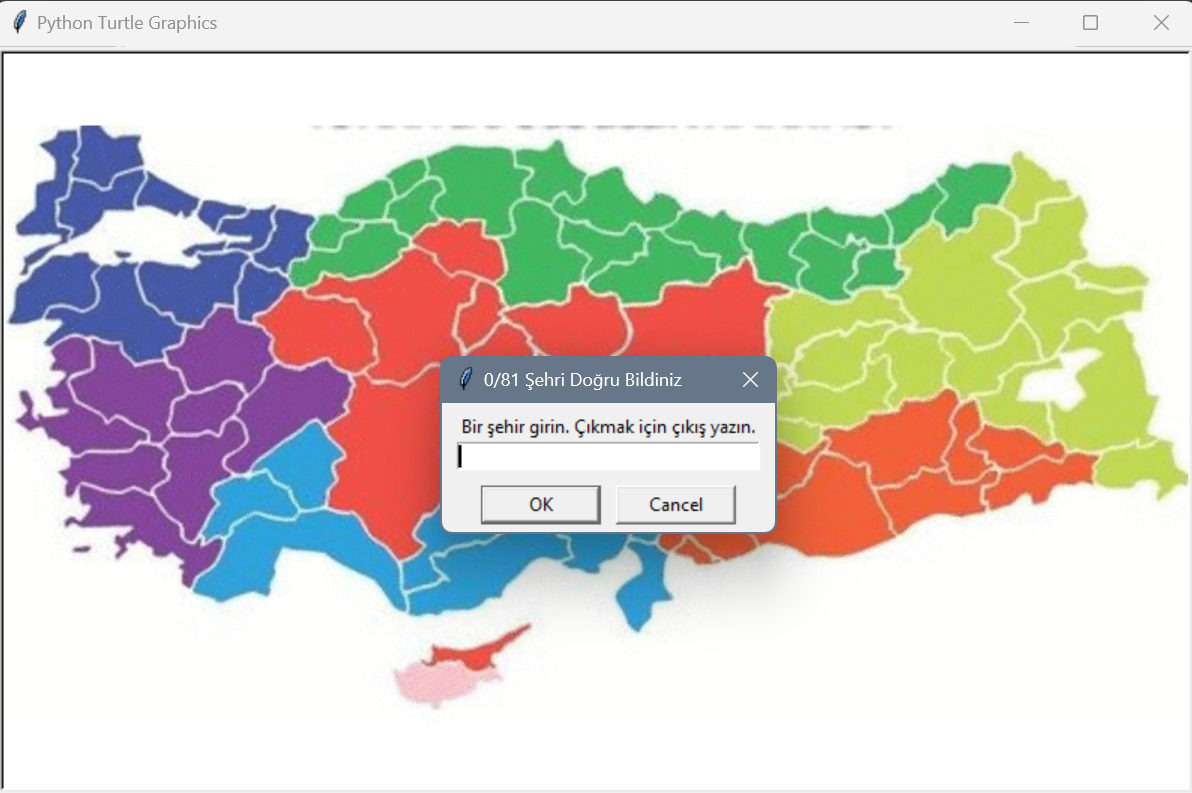 Python Turtle Graphics
0/81 Şehri Doğru Bildiniz
Bir şehir girin. Çıkmak için çıkış yazın.
OK
Cancel